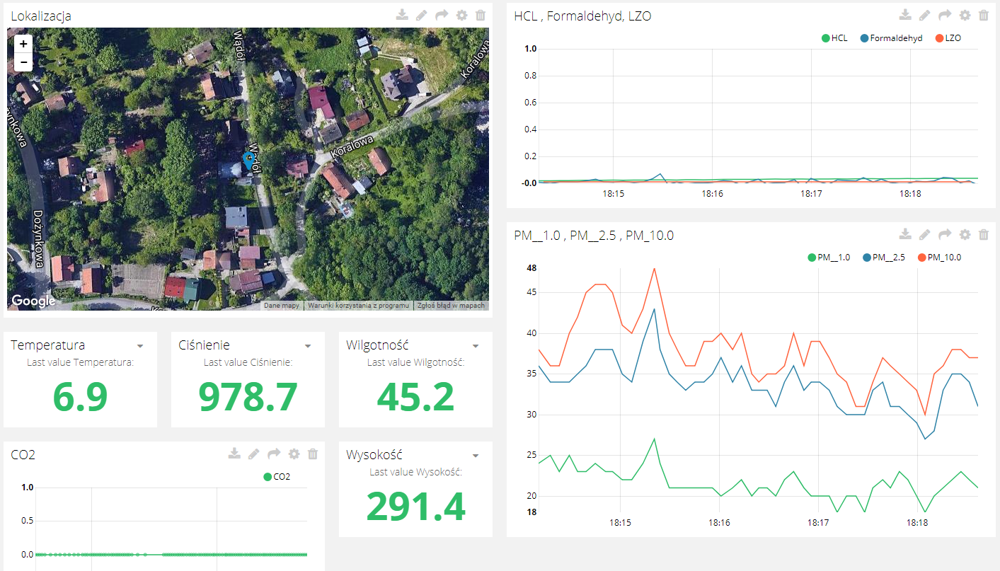 Lokalizacja
+
−
Wądół
Koralowa
Dożynkowa
Wądół
Koralowa
Dożynkowa
Google
Dane mapy
Warunki korzystania z programu
Zgłoś błąd w mapach
Temperatura
Last value Temperatura:
6.9
Ciśnienie
Last value Ciśnienie:
978.7
Wilgotność
Last value Wilgotność:
45.2
CO2
CO2
1.0
0.5
0.0
Wysokość
Last value Wysokość:
291.4
HCL , Formaldehyd, LZO
HCL Formaldehyd LZO
1.0
0.8
0.6
0.4
0.2
-0.0
18:15 18:16 18:17 18:18
PM__1.0 , PM__2.5 , PM_10.0
PM__1.0 PM__2.5 PM_10.0
48
45
40
35
30
25
20
18
18:15 18:16 18:17 18:18